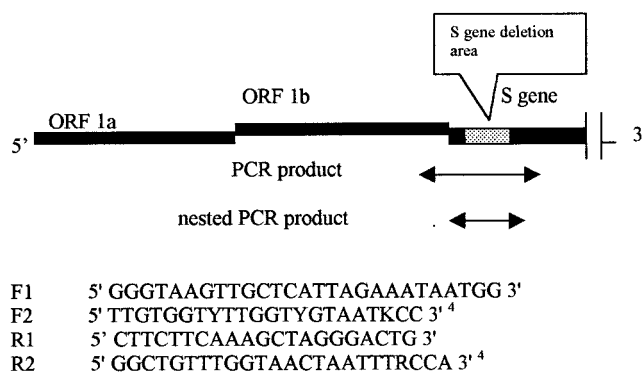 S gene deletion
area
S gene
ORF 1b
ORF 1a
5’
3
PCR product
nested PCR product
F1 5' GGGTAAGTTGCTCATTAGAAATAATGG 3'
F2 5' TTGTGGTYTTGGTYGTAATKCC 3' 4
R1 5’ CTTCTTCAAAGCTAGGGACTG 3'
R2 5' GGCTGTTTGGTAACTAATTTRCCA 3' 4